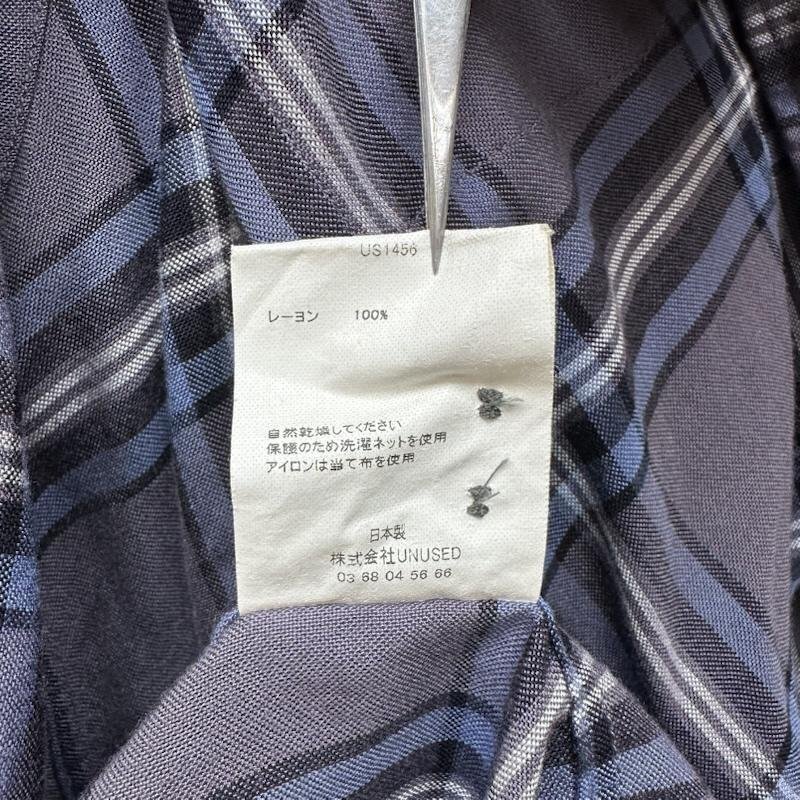 US1456
レーヨン 100%
自然乾燥してください
保護のため洗濯ネットを使用
アイロンは当て布を使用
日本製
株式会社UNUSED
03 68 04 56 66